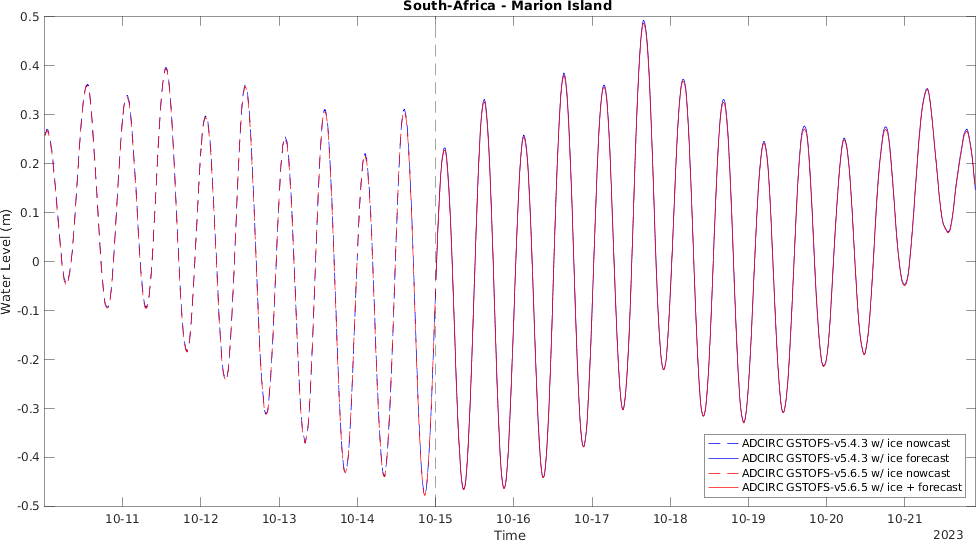 South-Africa - Marion Island
Water Level (m)
0.5
0.4
0.3
0.2
0.1
0
-0.1
-0.2
-0.3
-0.4
-0.5
ADCIRC GSTOFS-v5.4.3 w/ ice nowcast
ADCIRC GSTOFS-v5.4.3 w/ ice forecast
ADCIRC GSTOFS-v5.6.5 w/ ice nowcast
ADCIRC GSTOFS-v5.6.5 w/ ice + forecast
10-11 10-12 10-13 10-14 10-15 10-16 10-17 10-18 10-19 10-20 10-21
Time
2023